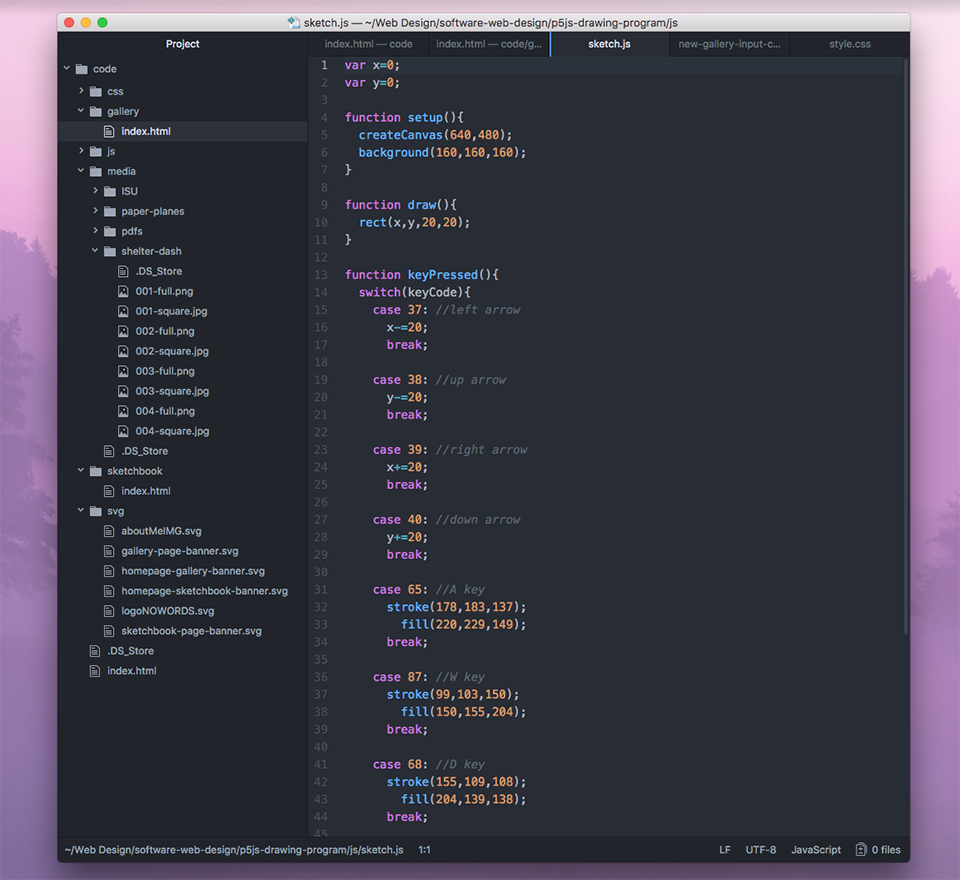 sketch.js — ~/Web Design/software-web-design/p5js-drawing-program/js
Project
code
css
gallery
index.html
js
media
ISU
paper-planes
pdfs
shelter-dash
.DS_Store
001-full.png
001-square.jpg
002-full.png
002-square.jpg
003-full.png
003-square.jpg
004-full.png
004-square.jpg
.DS_Store
sketchbook
index.html
svg
aboutMeIMG.svg
gallery-page-banner.svg
homepage-gallery-banner.svg
homepage-sketchbook-banner.svg
logoNOWORDS.svg
sketchbook-page-banner.svg
.DS_Store
index.html
index.html — code
index.html — code/g...
sketch.js
new-gallery-input-c...
style.css
1 var x=0;
2 var y=0;
3
4 function setup(){
5 createCanvas(640,480);
6 background(160,160,160);
7 }
8
9 function draw(){
10 rect(x,y,20,20);
11 }
12
13 function keyPressed(){
14 switch(keyCode){
15 case 37: //left arrow
16 x-=20;
17 break;
18
19 case 38: //up arrow
20 y-=20;
21 break;
22
23 case 39: //right arrow
24 x+=20;
25 break;
26
27 case 40: //down arrow
28 y+=20;
29 break;
30
31 case 65: //A key
32 stroke(178,183,137);
33 fill(220,229,149);
34 break;
35
36 case 87: //W key
37 stroke(99,103,150);
38 fill(150,155,204);
39 break;
40
41 case 68: //D key
42 stroke(155,109,108);
43 fill(204,139,138);
44 break;
45
~/Web Design/software-web-design/p5js-drawing-program/js/sketch.js 1:1 LF UTF-8 JavaScript 0 files